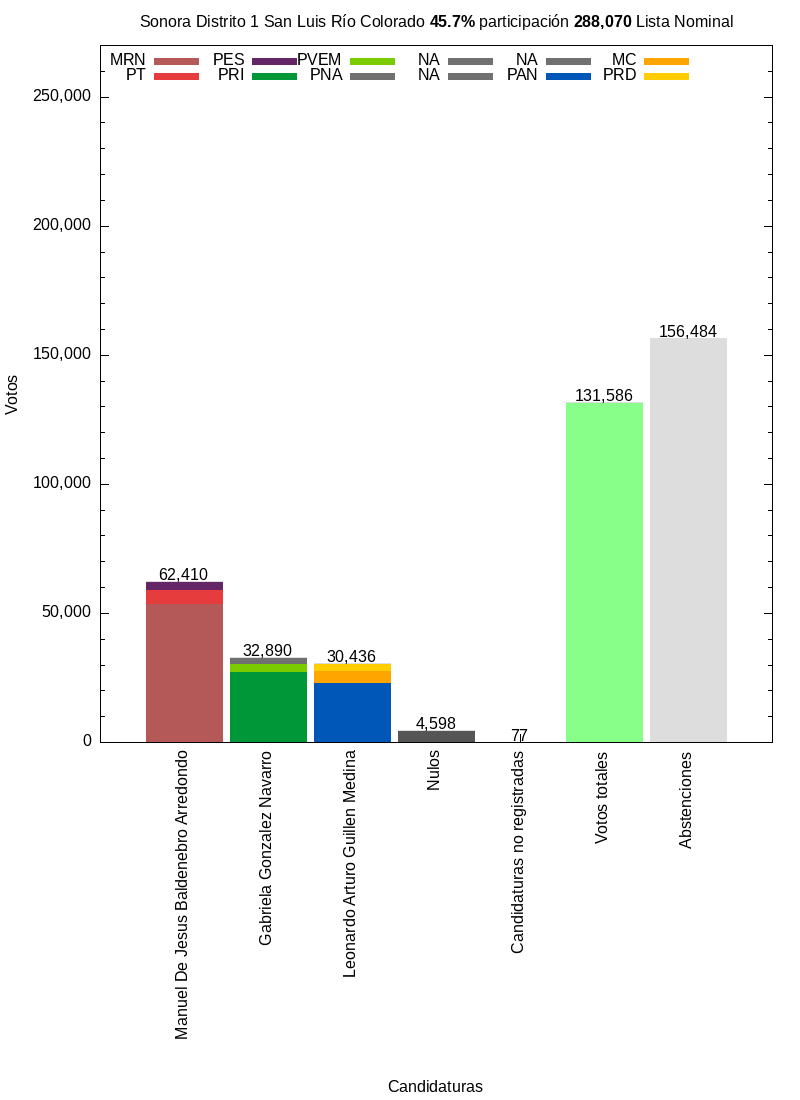 Sonora Distrito 1 San Luis Río Colorado 45.7% participación 288,070 Lista Nominal
MRN PES PVEM NA NA MC
PT PRI PNA NA PAN PRD
250,000
200,000
150,000
100,000
50,000
0
Votos
62,410
32,890
30,436
4,598
77
131,586
156,484
Manuel De Jesus Baldenebro Arredondo
Gabriela Gonzalez Navarro
Leonardo Arturo Guillen Medina
Nulos
Candidaturas no registradas
Votos totales
Abstenciones
Candidaturas